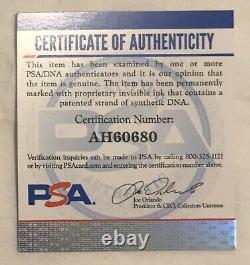 CERTIFICATE OF AUTHENTICITY
This item has been examined by one or more
PSA/DNA authenticators and it is our opinion that
the item is genuine. The item has been permanently
marked with proprietary invisible ink that contains
a patented strand of synthetic DNA.
Certification Number:
AH60680
Verification inquiries can be made to PSA by calling 800-325-1121
or by visiting PSAcard.com and entering the certification number above.
PSA
Joe Orlando
President & CEO, Collectors Universe